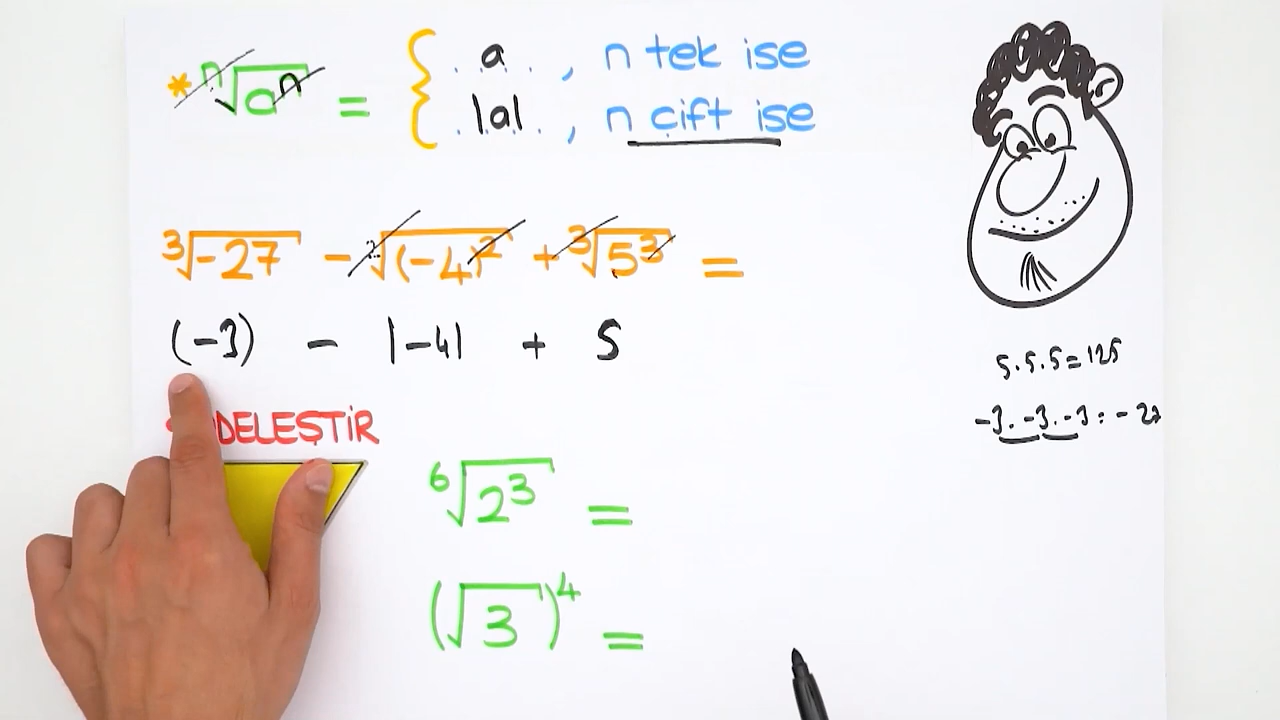 * ⁿ√aⁿ = { a , n tek ise
|a| , n çift ise
³√-27 - ²√(-4)² + ³√5³ =
(-3) - |-4| + 5
5.5.5=125
-3.-3.-3 = -27
DELEŞTİR
⁶√2³ =
(√3)⁴ =